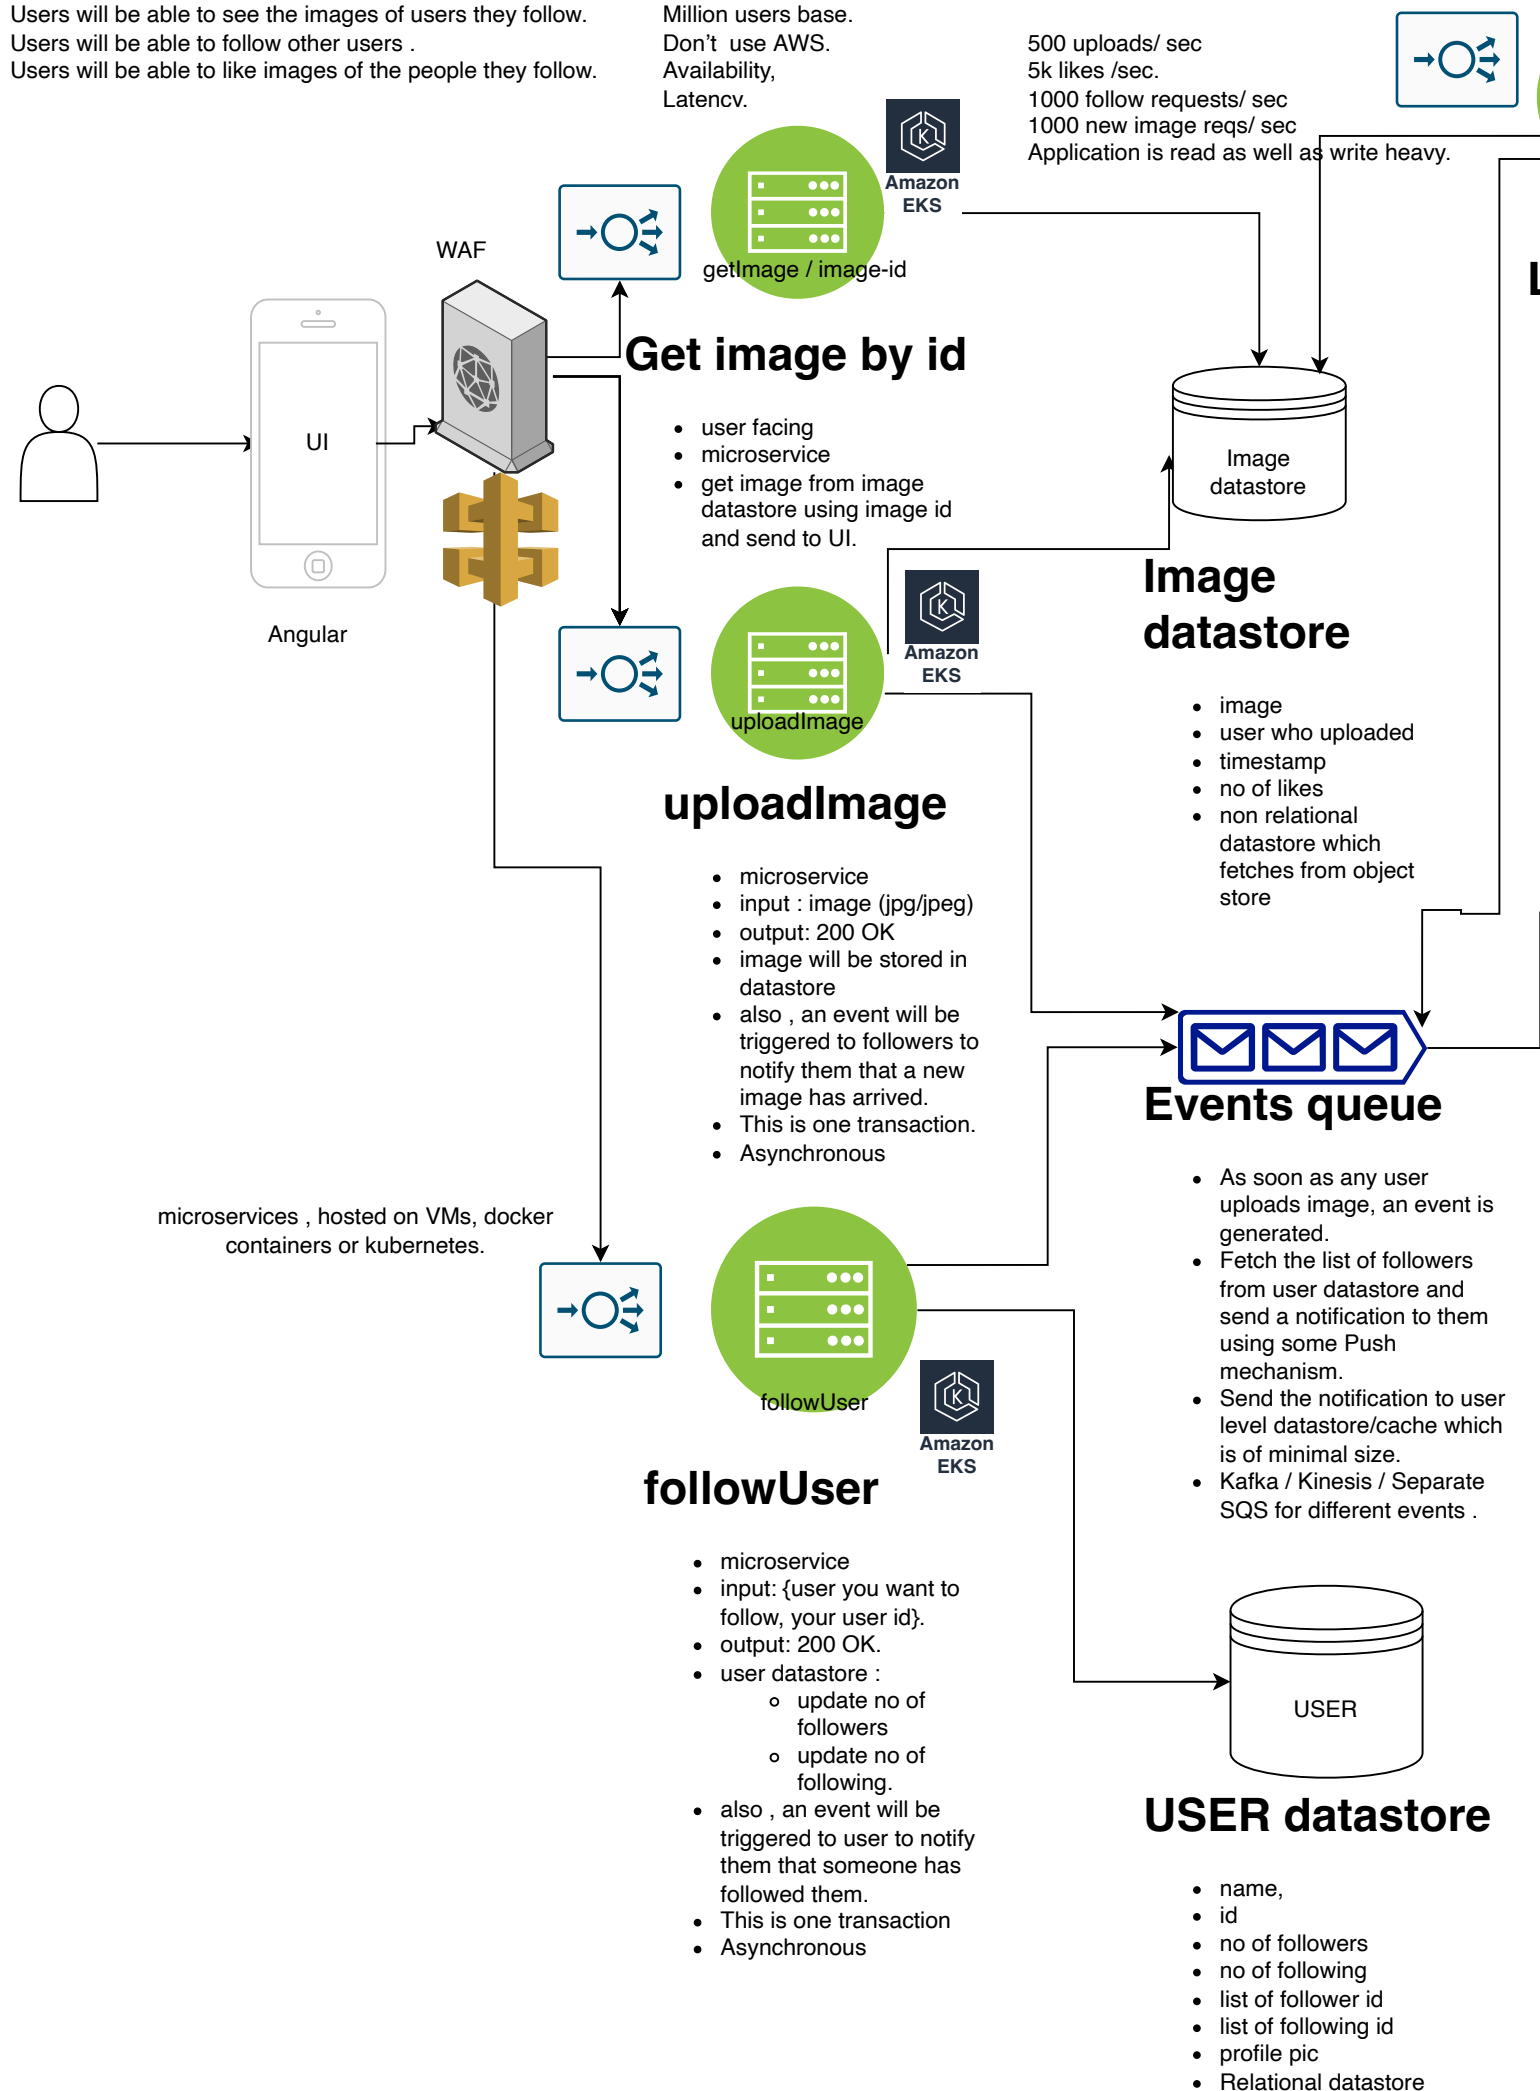 Users will be able to see the images of users they follow.
Users will be able to follow other users .
Users will be able to like images of the people they follow.
Million users base.
Don't  use AWS.
Availability,
Latency.
500 uploads/ sec
5k likes /sec.
1000 follow requests/ sec
1000 new image reqs/ sec
Application is read as well as write heavy.
Amazon
EKS
WAF
getImage / image-id
Get image by id
user facing
microservice
get image from image
datastore using image id
and send to UI.
UI
Angular
Image
datastore
Image
datastore
image
user who uploaded
timestamp
no of likes
non relational
datastore which
fetches from object
store
K
Amazon
EKS
uploadImage
uploadImage
microservice
input : image (jpg/jpeg)
output: 200 OK
image will be stored in
datastore
also , an event will be
triggered to followers to
notify them that a new
image has arrived.
This is one transaction.
Asynchronous
Events queue
As soon as any user
uploads image, an event is
generated.
Fetch the list of followers
from user datastore and
send a notification to them
using some Push
mechanism.
Send the notification to user
level datastore/cache which
is of minimal size.
Kafka / Kinesis / Separate
SQS for different events .
microservices , hosted on VMs, docker
containers or kubernetes.
followUser
K
Amazon
EKS
followUser
microservice
input: {user you want to
follow, your user id}.
output: 200 OK.
user datastore :
update no of
followers
update no of
following.
also , an event will be
triggered to user to notify
them that someone has
followed them.
This is one transaction
Asynchronous
USER
USER datastore
name,
id
no of followers
no of following
list of follower id
list of following id
profile pic
Relational datastore